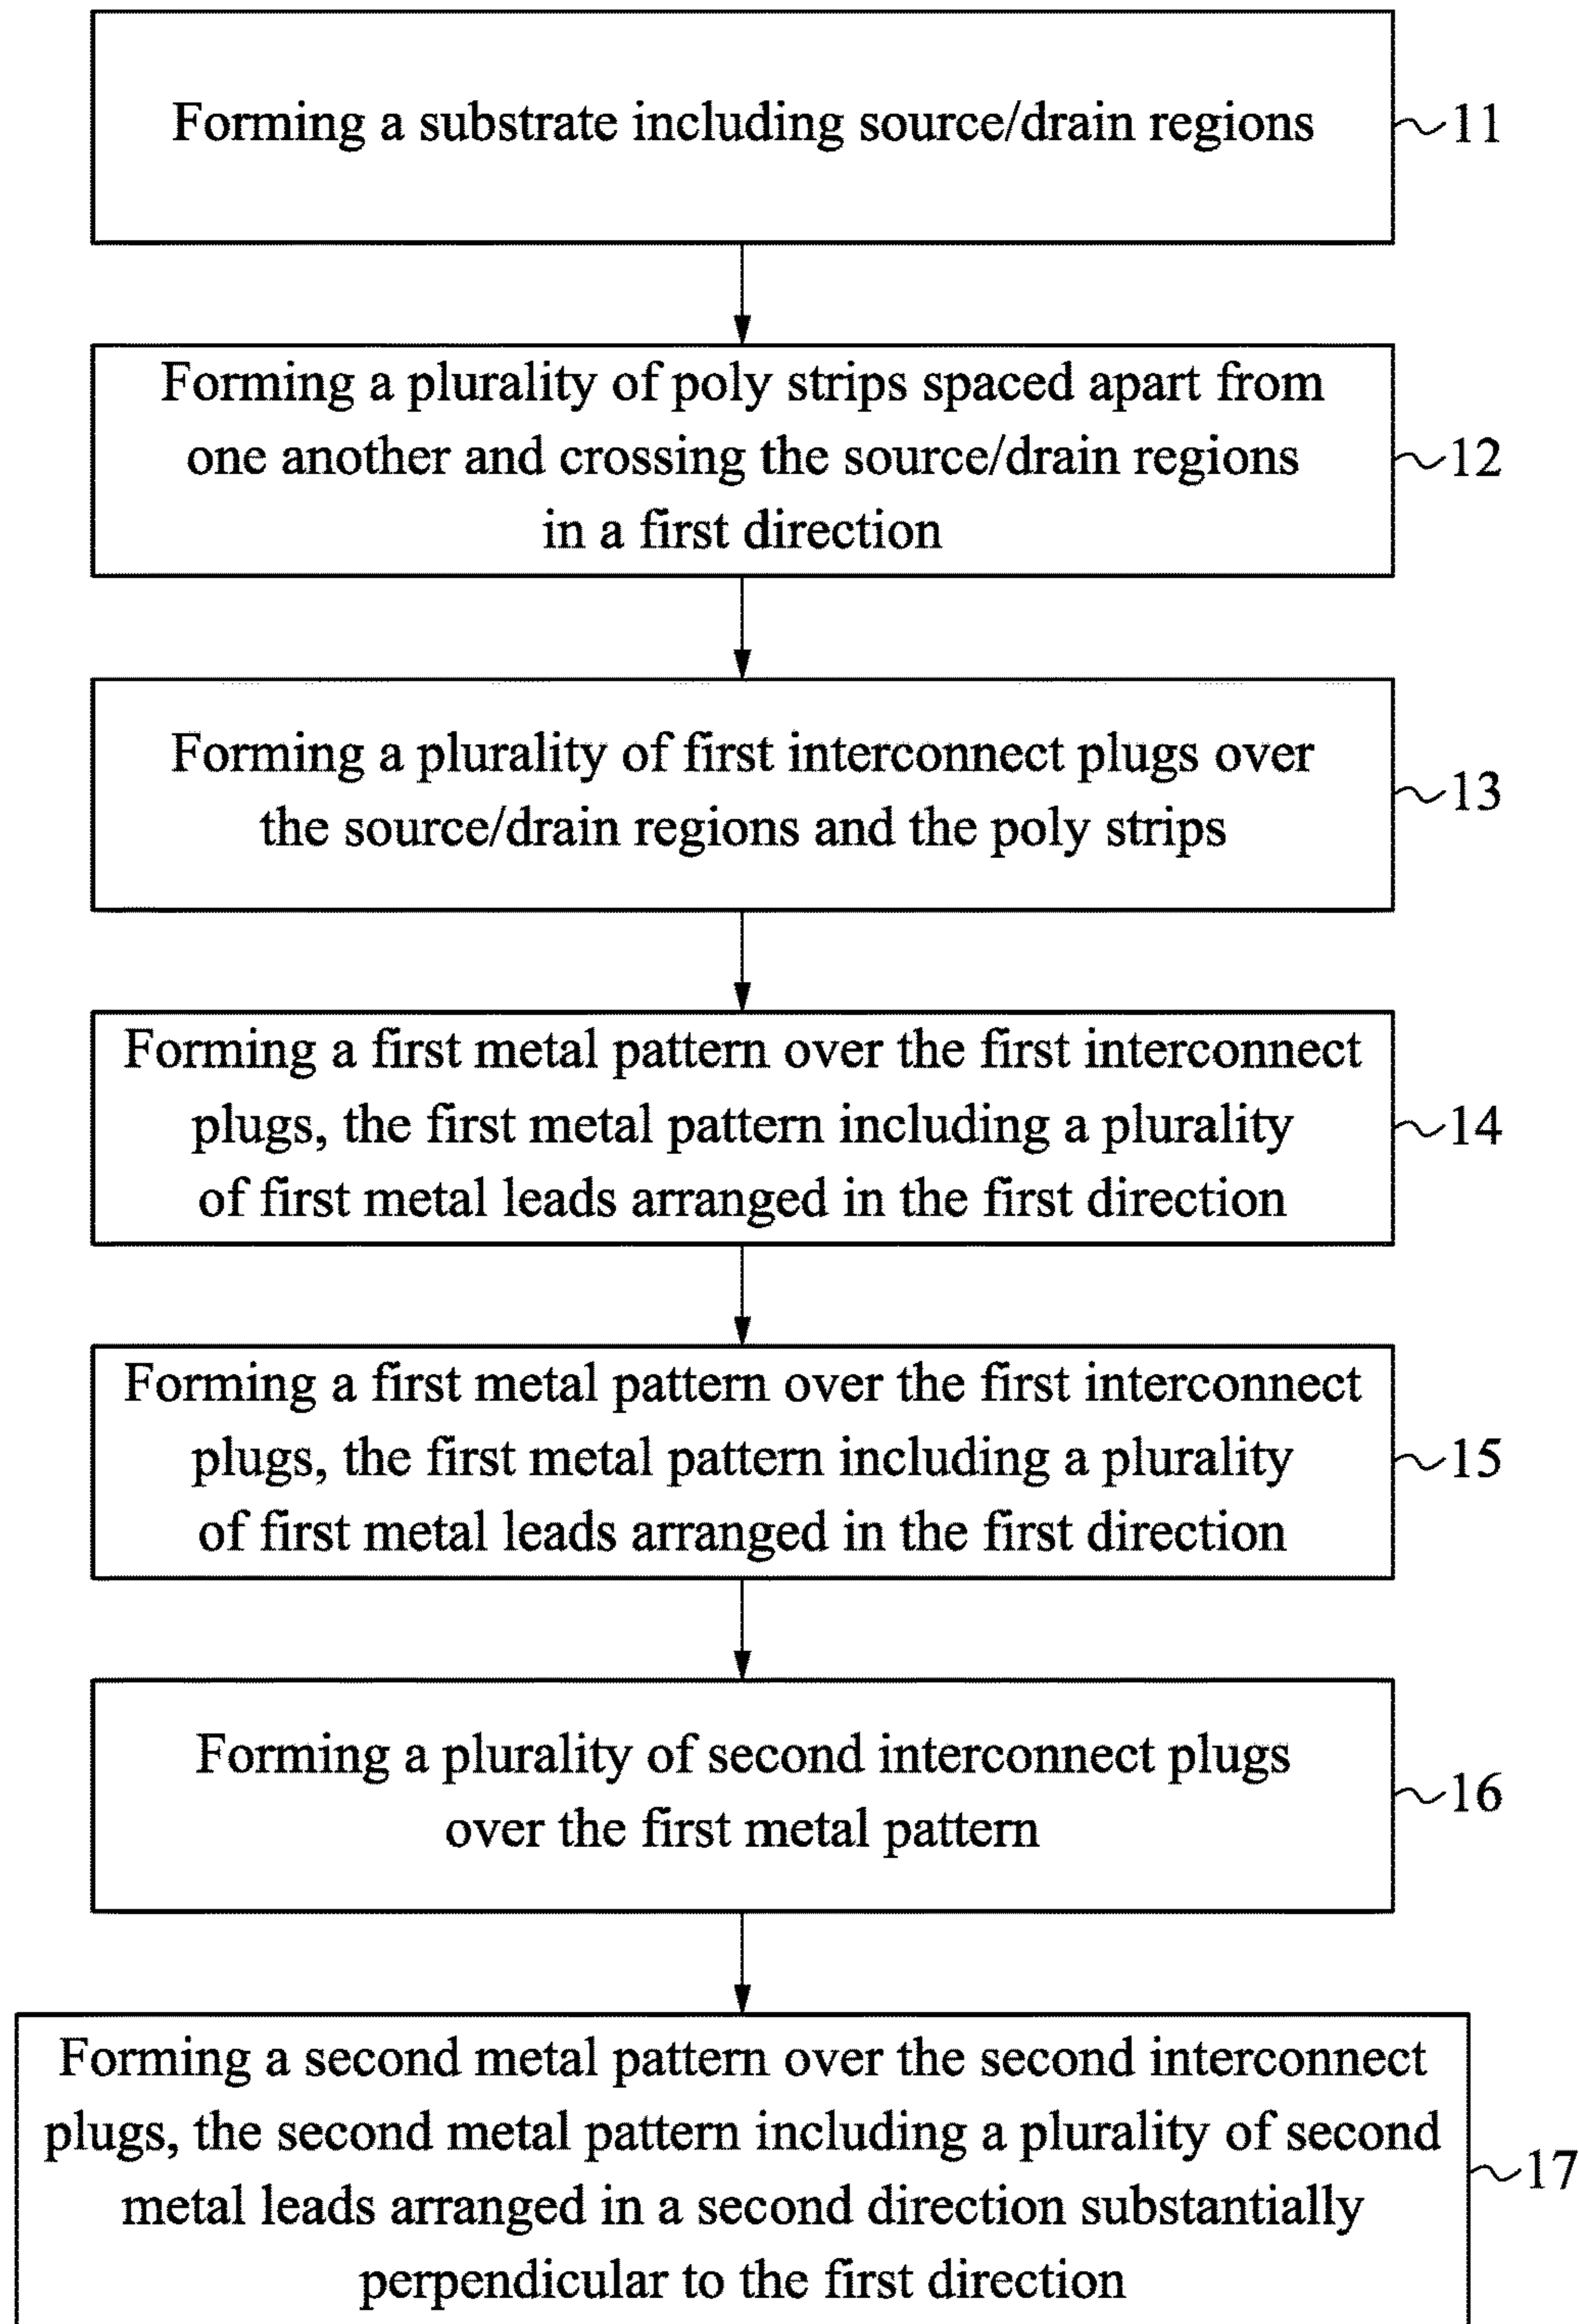 Forming a substrate including source/drain regions
11
Forming a plurality of poly strips spaced apart from
one another and crossing the source/drain regions
in a first direction
12
Forming a plurality of first interconnect plugs over
the source/drain regions and the poly strips
13
Forming a first metal pattern over the first interconnect
plugs, the first metal pattern including a plurality
of first metal leads arranged in the first direction
14
Forming a first metal pattern over the first interconnect
plugs, the first metal pattern including a plurality
of first metal leads arranged in the first direction
15
Forming a plurality of second interconnect plugs
over the first metal pattern
16
Forming a second metal pattern over the second interconnect
plugs, the second metal pattern including a plurality of second
metal leads arranged in a second direction substantially
perpendicular to the first direction
17